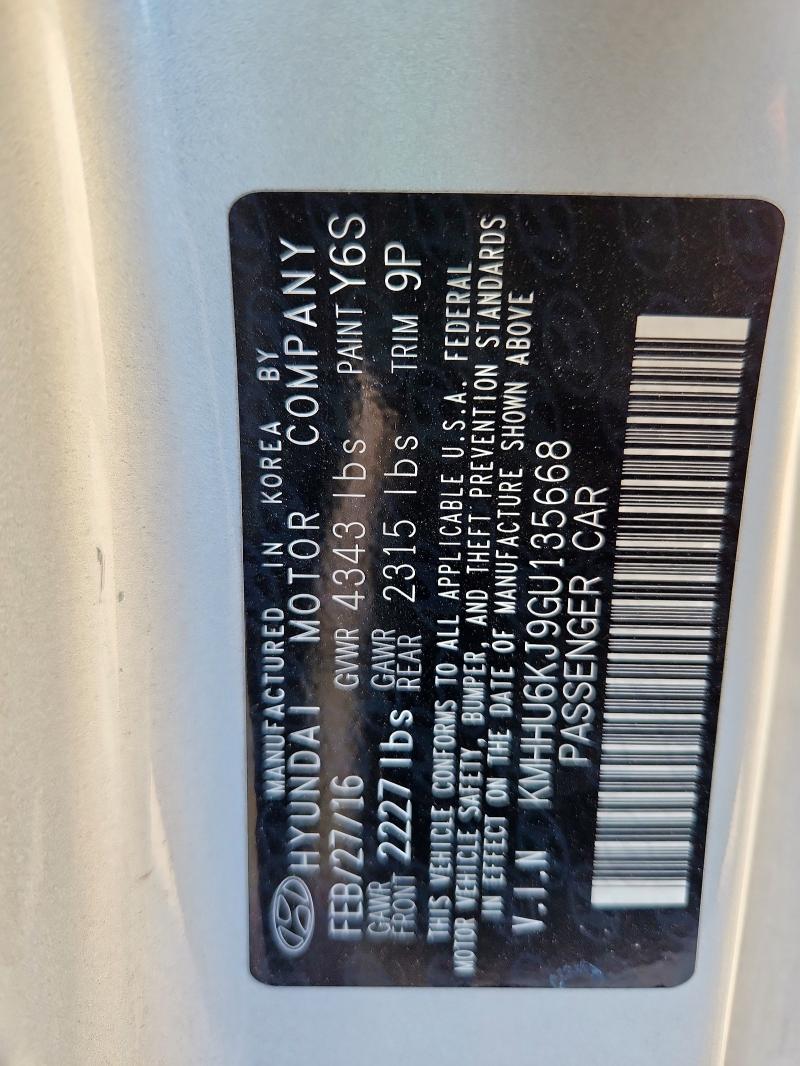 MANUFACTURED IN KOREA BY
HYUNDAI MOTOR COMPANY
FEB/27/16 GVWR 4343 lbs PAINT Y6S
GAWR FRONT 2227 lbs GAWR REAR 2315 lbs TRIM 9P
THIS VEHICLE CONFORMS TO ALL APPLICABLE U.S.A. FEDERAL
MOTOR VEHICLE SAFETY, BUMPER, AND THEFT PREVENTION STANDARDS
IN EFFECT ON THE DATE OF MANUFACTURE SHOWN ABOVE
V.I.N KMHHU6KJ9GU135668
PASSENGER CAR